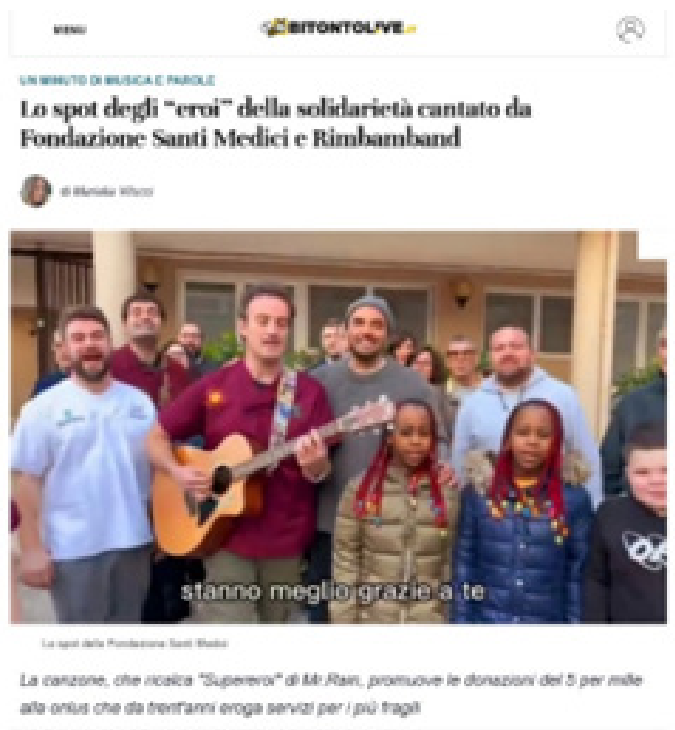 MENU
BITONTOLIVE.it
UN MINUTO DI MUSICA E PAROLE
Lo spot degli “eroi” della solidarietà cantato da
Fondazione Santi Medici e Rimbamband
di
stanno meglio grazie a te
Lo spot della Fondazione Santi Medici
La canzone, che ricalca "Supereroi" di Mr.Rain, promuove le donazioni del 5 per mille
alla onlus che da trent'anni eroga servizi per i più fragili